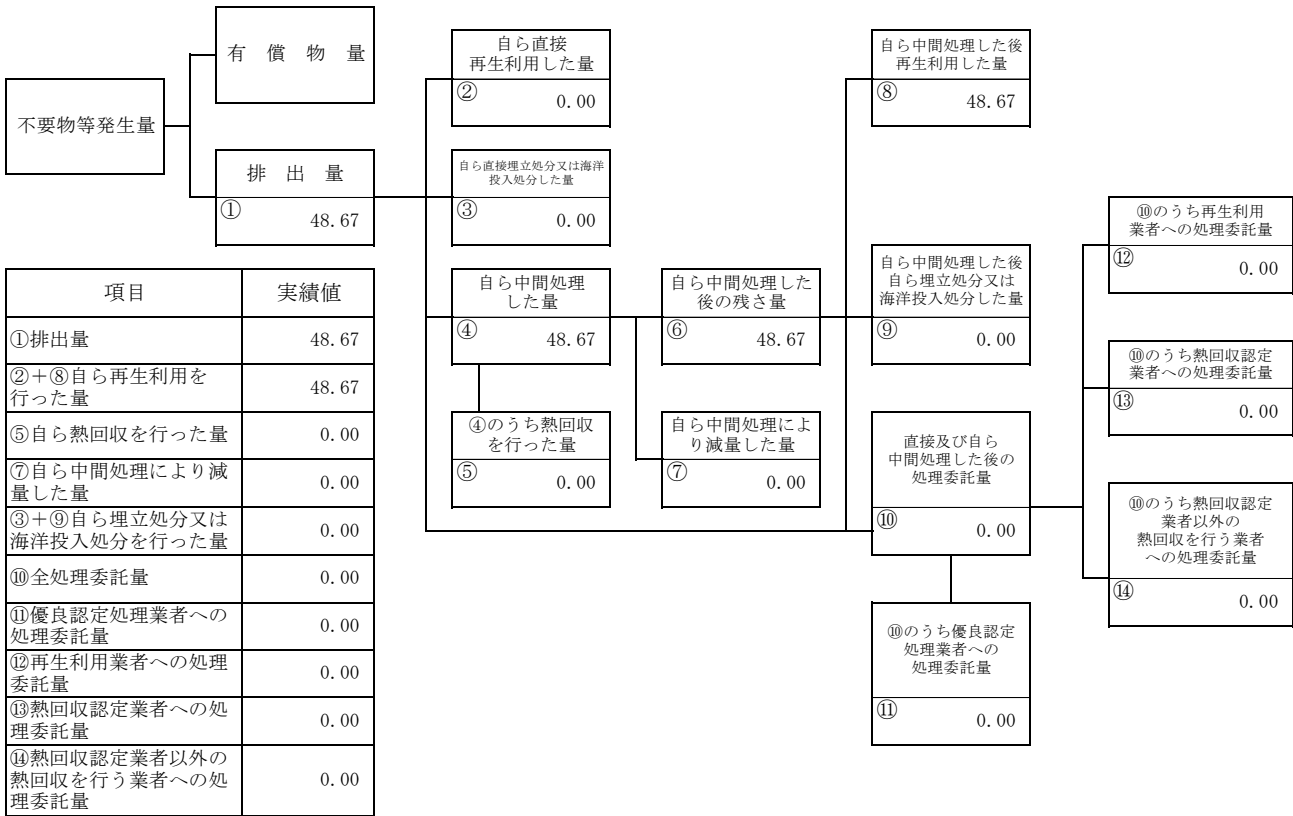 不要物等発生量
有 償 物 量
排 出 量
① 48.67
自ら直接
再生利用した量
② 0.00
自ら直接埋立処分又は海洋
投入処分した量
③ 0.00
自ら中間処理
した量
④ 48.67
④のうち熱回収
を行った量
⑤ 0.00
自ら中間処理した
後の残さ量
⑥ 48.67
自ら中間処理によ
り減量した量
⑦ 0.00
自ら中間処理した後
再生利用した量
⑧ 48.67
自ら中間処理した後
自ら埋立処分又は
海洋投入処分した量
⑨ 0.00
直接及び自ら
中間処理した後の
処理委託量
⑩ 0.00
⑩のうち優良認定
処理業者への
処理委託量
⑪ 0.00
⑩のうち再生利用
業者への処理委託量
⑫ 0.00
⑩のうち熱回収認定
業者への処理委託量
⑬ 0.00
⑩のうち熱回収認定
業者以外の
熱回収を行う業者
への処理委託量
⑭ 0.00
項目 実績値
①排出量 48.67
②＋⑧自ら再生利用を
行った量 48.67
⑤自ら熱回収を行った量 0.00
⑦自ら中間処理により減
量した量 0.00
③＋⑨自ら埋立処分又は
海洋投入処分を行った量 0.00
⑩全処理委託量 0.00
⑪優良認定処理業者への
処理委託量 0.00
⑫再生利用業者への処理
委託量 0.00
⑬熱回収認定業者への処
理委託量 0.00
⑭熱回収認定業者以外の
熱回収を行う業者への処
理委託量 0.00